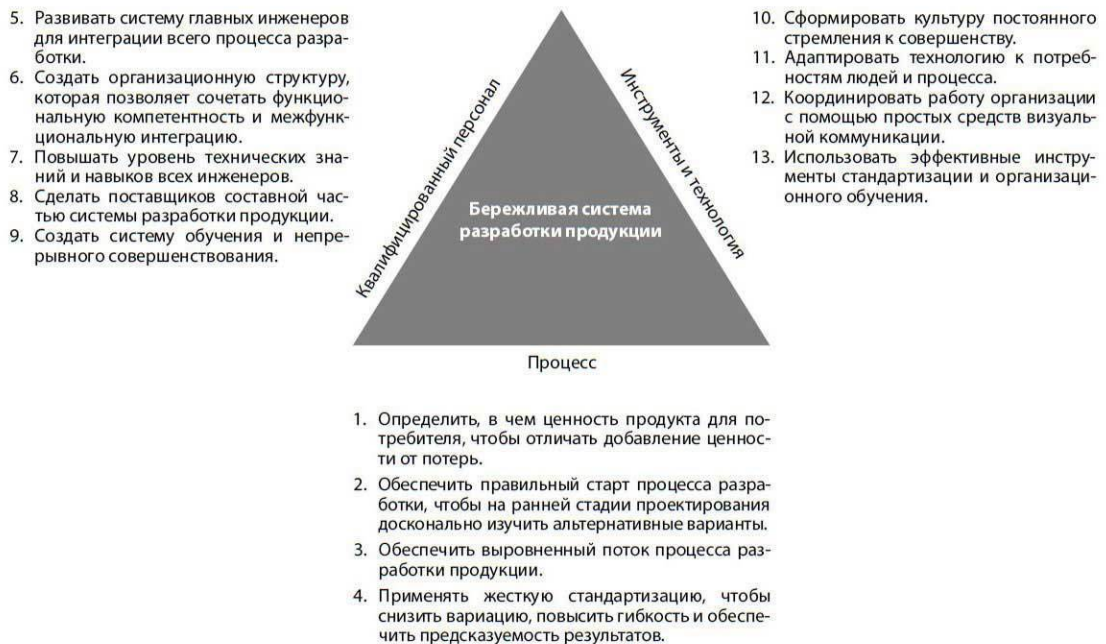 5. Развивать систему главных инженеров
для интеграции всего процесса разра-
ботки.
6. Создать организационную структуру,
которая позволяет сочетать функцио-
нальную компетентность и межфунк-
циональную интеграцию.
7. Повышать уровень технических зна-
ний и навыков всех инженеров.
8. Сделать поставщиков составной час-
тью системы разработки продукции.
9. Создать систему обучения и непре-
рывного совершенствования.
Квалифицированный персонал
Бережливая система
разработки продукции
Инструменты и технология
10. Сформировать культуру постоянного
стремления к совершенству.
11. Адаптировать технологию к потреб-
ностям людей и процесса.
12. Координировать работу организации
с помощью простых средств визуаль-
ной коммуникации.
13. Использовать эффективные инстру-
менты стандартизации и организаци-
онного обучения.
Процесс
1. Определить, в чем ценность продукта для по-
требителя, чтобы отличать добавление ценнос-
ти от потерь.
2. Обеспечить правильный старт процесса разра-
ботки, чтобы на ранней стадии проектирования
досконально изучить альтернативные варианты.
3. Обеспечить выровненный поток процесса раз-
работки продукции.
4. Применять жесткую стандартизацию, чтобы
снизить вариацию, повысить гибкость и обеспе-
чить предсказуемость результатов.